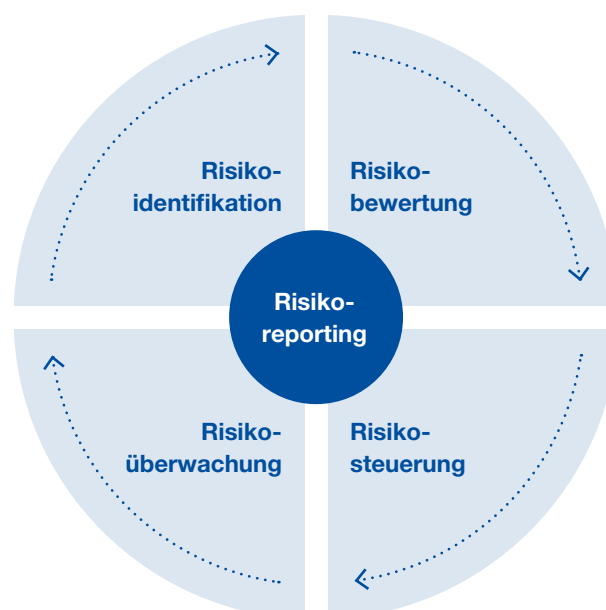 Risiko-
identifikation
Risiko-
bewertung
Risiko-
reporting
Risiko-
überwachung
Risiko-
steuerung